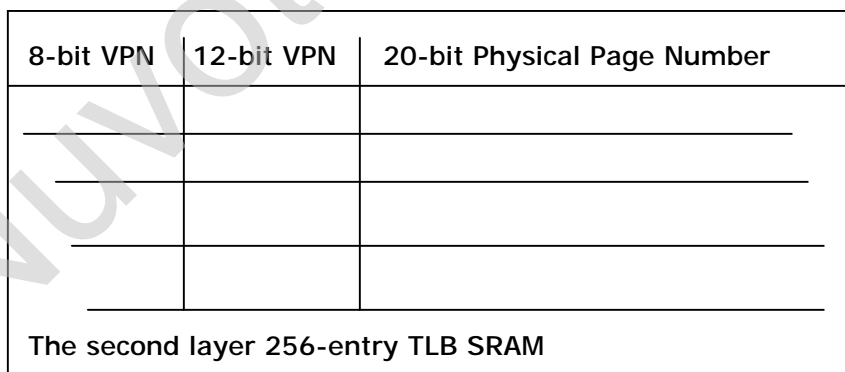 8-bit VPN 12-bit VPN 20-bit Physical Page Number
The second layer 256-entry TLB SRAM